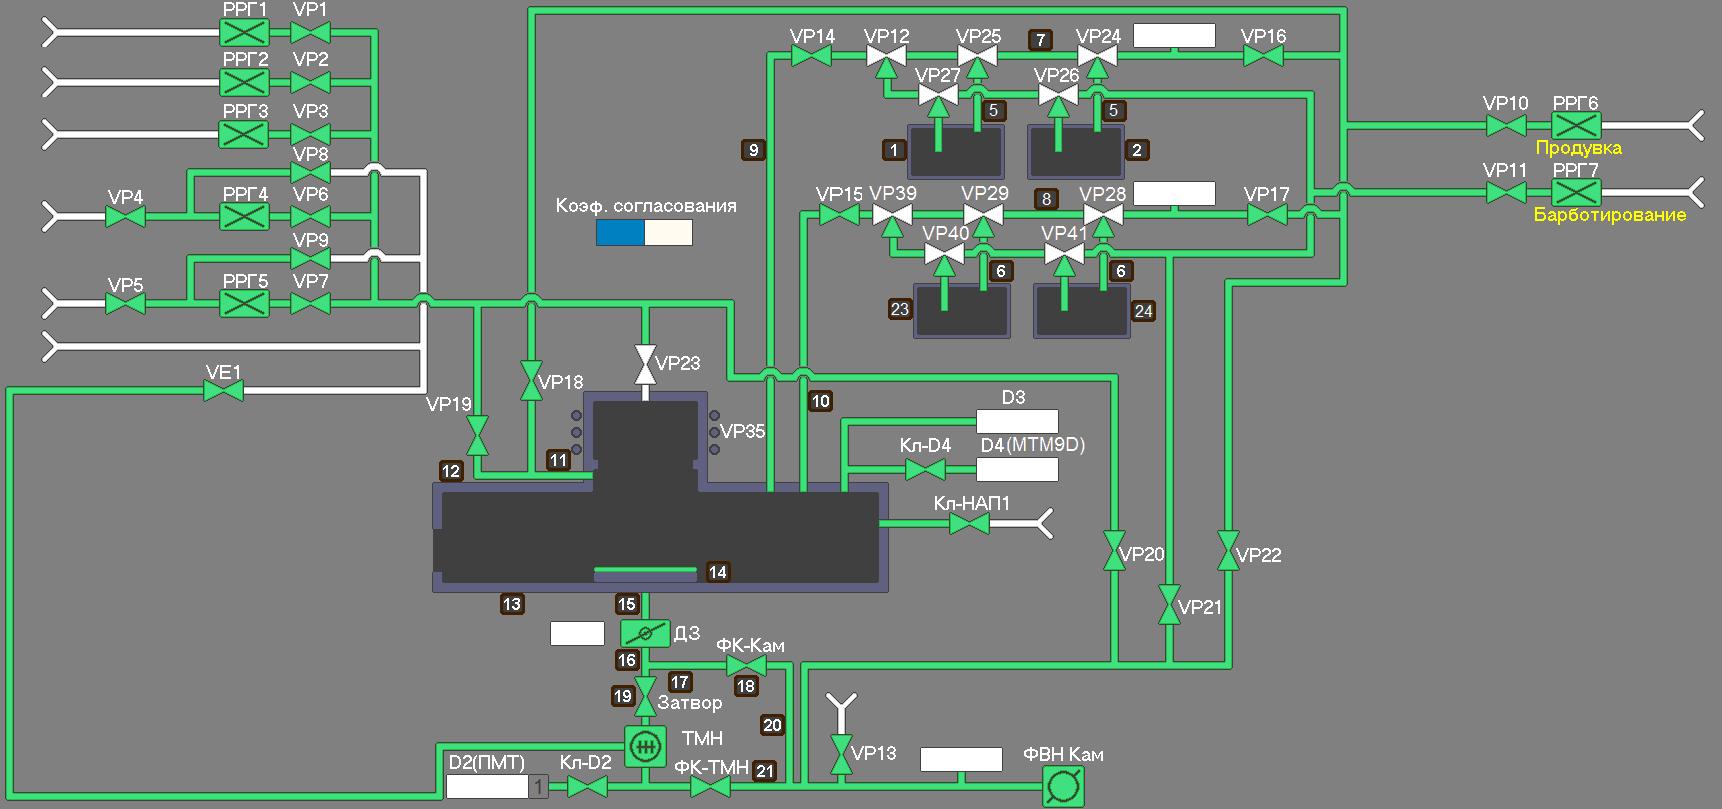 РРГ1 VP1
РРГ2 VP2
РРГ3 VP3
VP8
VP4 РРГ4 VP6
VP9
VP5 РРГ5 VP7
VE1
VP14 VP12 VP25 7 VP24 VP16
VP27 VP26
5 5
1 2
9
VP10 РРГ6
Продувка
VP11 РРГ7
Барботирование
Коэф. согласования
VP15 VP39 VP29 8 VP28 VP17
VP40 VP41
6 6
23 24
VP23
VP18
VP19
10
VP35
D3
Кл-D4 D4(MTM9D)
11
12
Кл-НАП1
VP20 VP22
14
13 15
VP21
ДЗ
16 ФК-Кам
17 18
19 Затвор
20
ТМН
VP13
D2(ПМТ) Кл-D2 ФК-ТМН 21 ФВН Кам
1